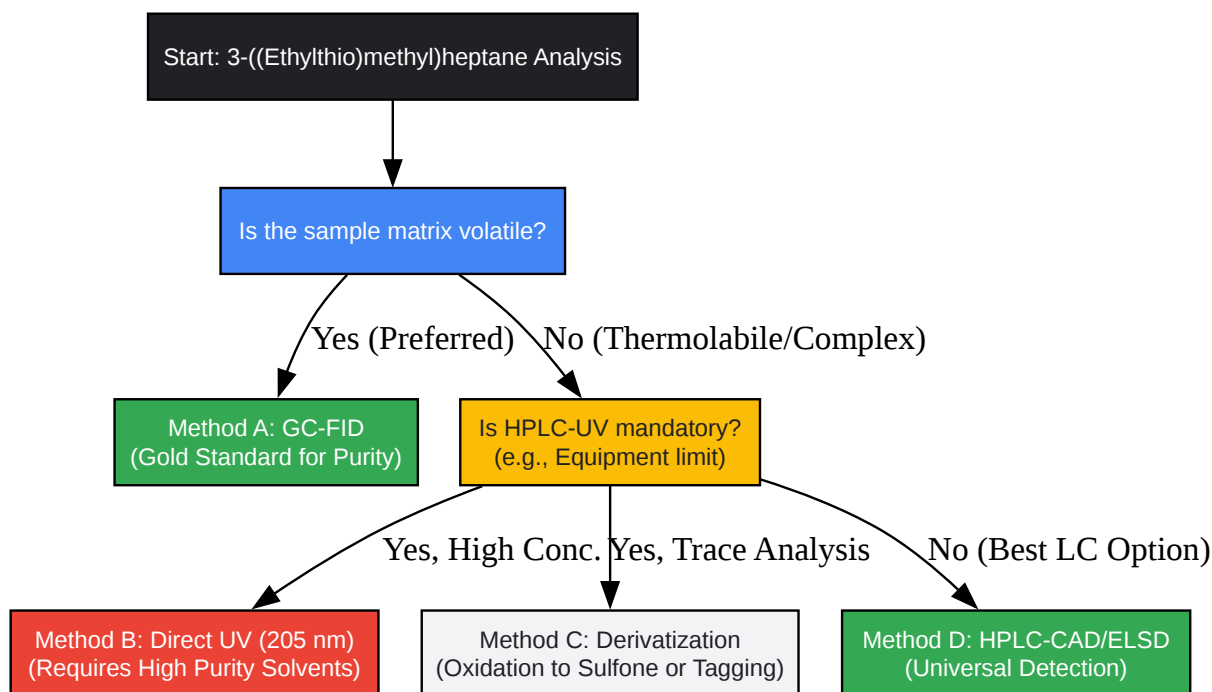 Start: 3-((Ethylthio)methyl)heptane Analysis
Is the sample matrix volatile?
Yes (Preferred)
No (Thermolabile/Complex)
Method A: GC-FID
(Gold Standard for Purity)
Is HPLC-UV mandatory?
(e.g., Equipment limit)
Yes, High Conc.
Yes, Trace Analysis
No (Best LC Option)
Method B: Direct UV (205 nm)
(Requires High Purity Solvents)
Method C: Derivatization
(Oxidation to Sulfone or Tagging)
Method D: HPLC-CAD/ELSD
(Universal Detection)